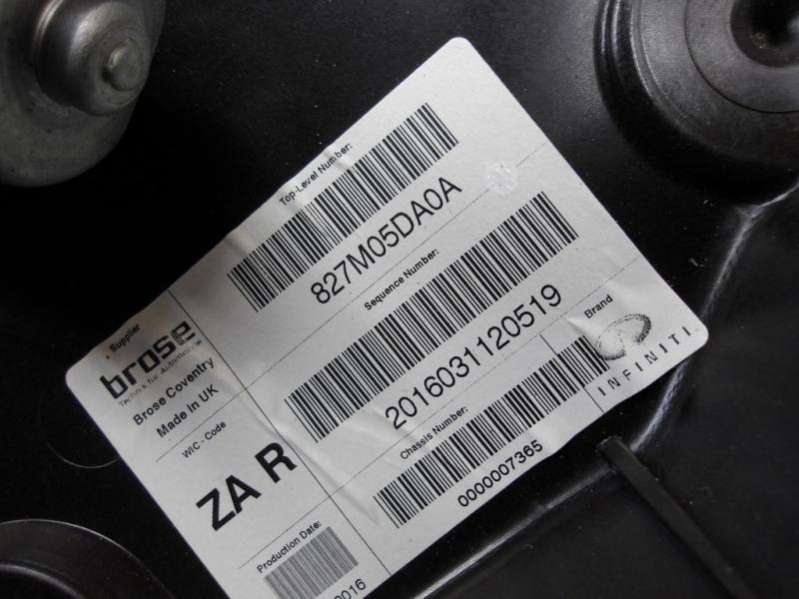 Supplier
brose
Technik für Automobile
Brose Coventry
Made in UK
WIC - Code
ZA R
Production Date:
016
Top-Level Number:
827M05DA0A
Sequence Number:
2016031120519
Chassis Number:
0000007365
Brand
INFINITI